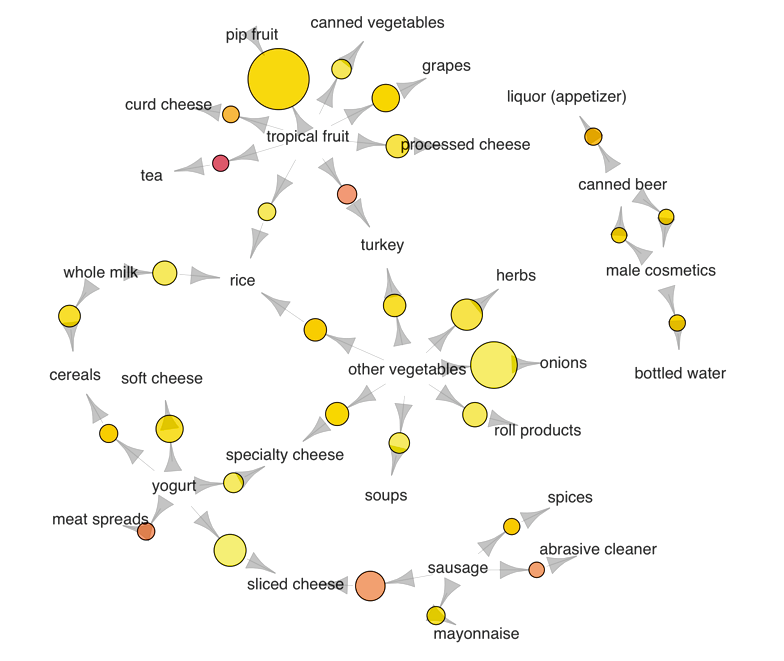 canned vegetables
pip fruit
grapes
liquor (appetizer)
curd cheese
tropical fruit
processed cheese
tea
canned beer
turkey
male cosmetics
whole milk
rice
herbs
other vegetables
onions
bottled water
cereals
soft cheese
roll products
specialty cheese
yogurt
soups
spices
meat spreads
abrasive cleaner
sausage
sliced cheese
mayonnaise